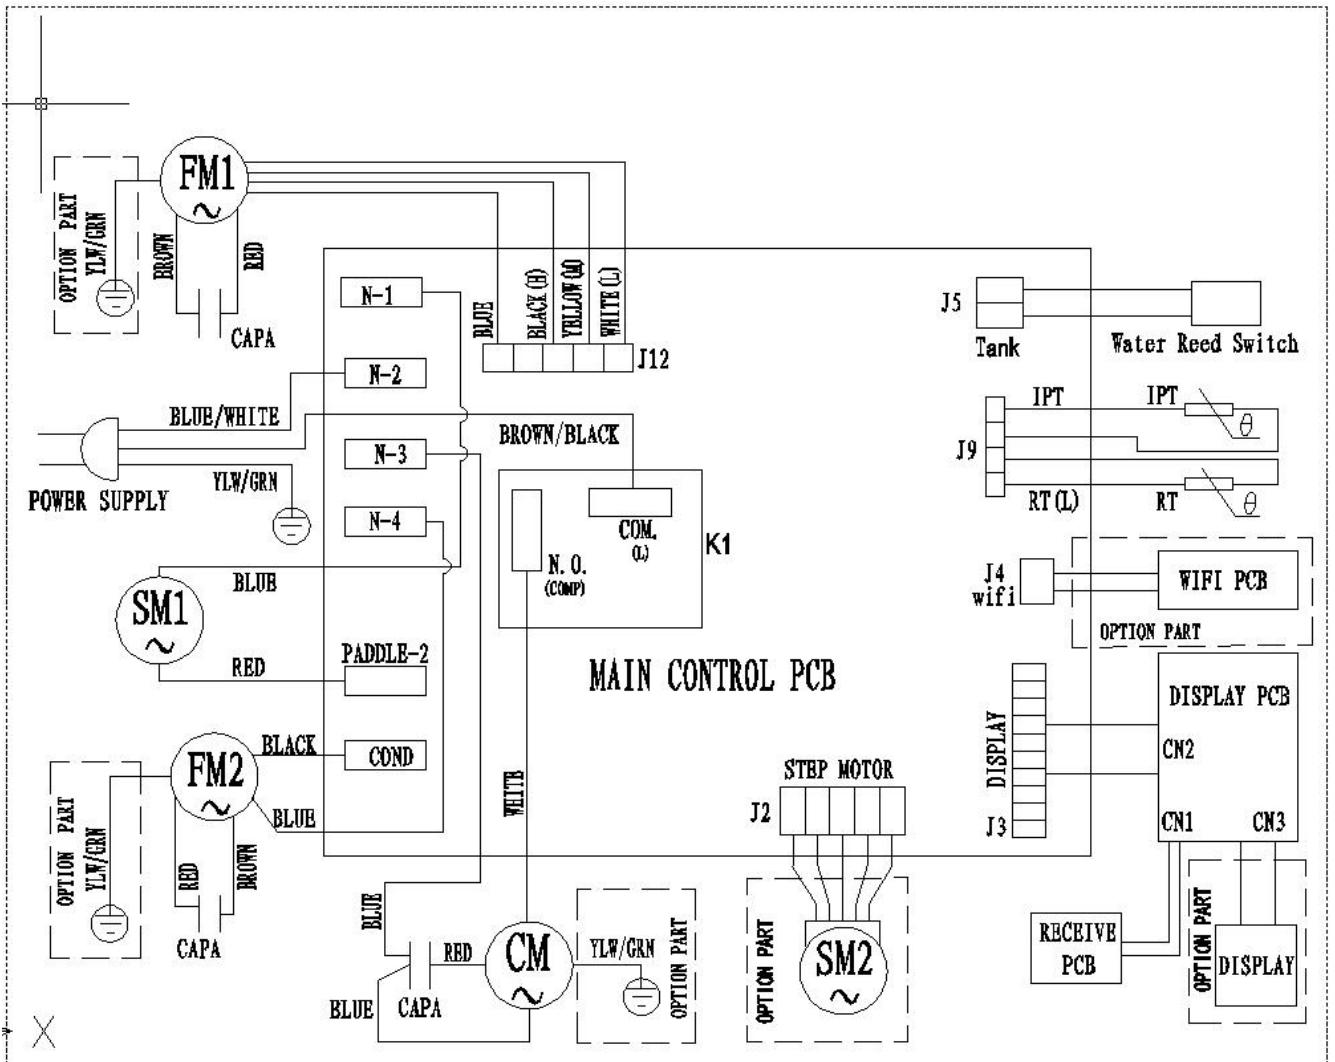 FM1
OPTION PART
YLW/GRN
BROWN
RED
CAPA
N-1
BLUE
BLACK(H)
YELLOW(M)
WHITE(L)
J12
J5
Tank
Water Reed Switch
N-2
BLUE/WHITE
BROWN/BLACK
POWER SUPPLY
YLW/GRN
N-3
N-4
IPT
IPT
θ
J9
RT(L)
RT
θ
COM.
(L)
N.O.
(COMP)
K1
J4
wifi
WIFI PCB
OPTION PART
SM1
BLUE
RED
PADDLE-2
MAIN CONTROL PCB
DISPLAY PCB
CN2
CN1
CN3
DISPLAY
J3
FM2
BLACK
BLUE
COND
OPTION PART
YLW/GRN
RED
BROWN
CAPA
WHITE
STEP MOTOR
J2
OPTION PART
SM2
BLUE
RED
CM
YLW/GRN
OPTION PART
BLUE
CAPA
RECEIVE
PCB
OPTION PART
DISPLAY
X